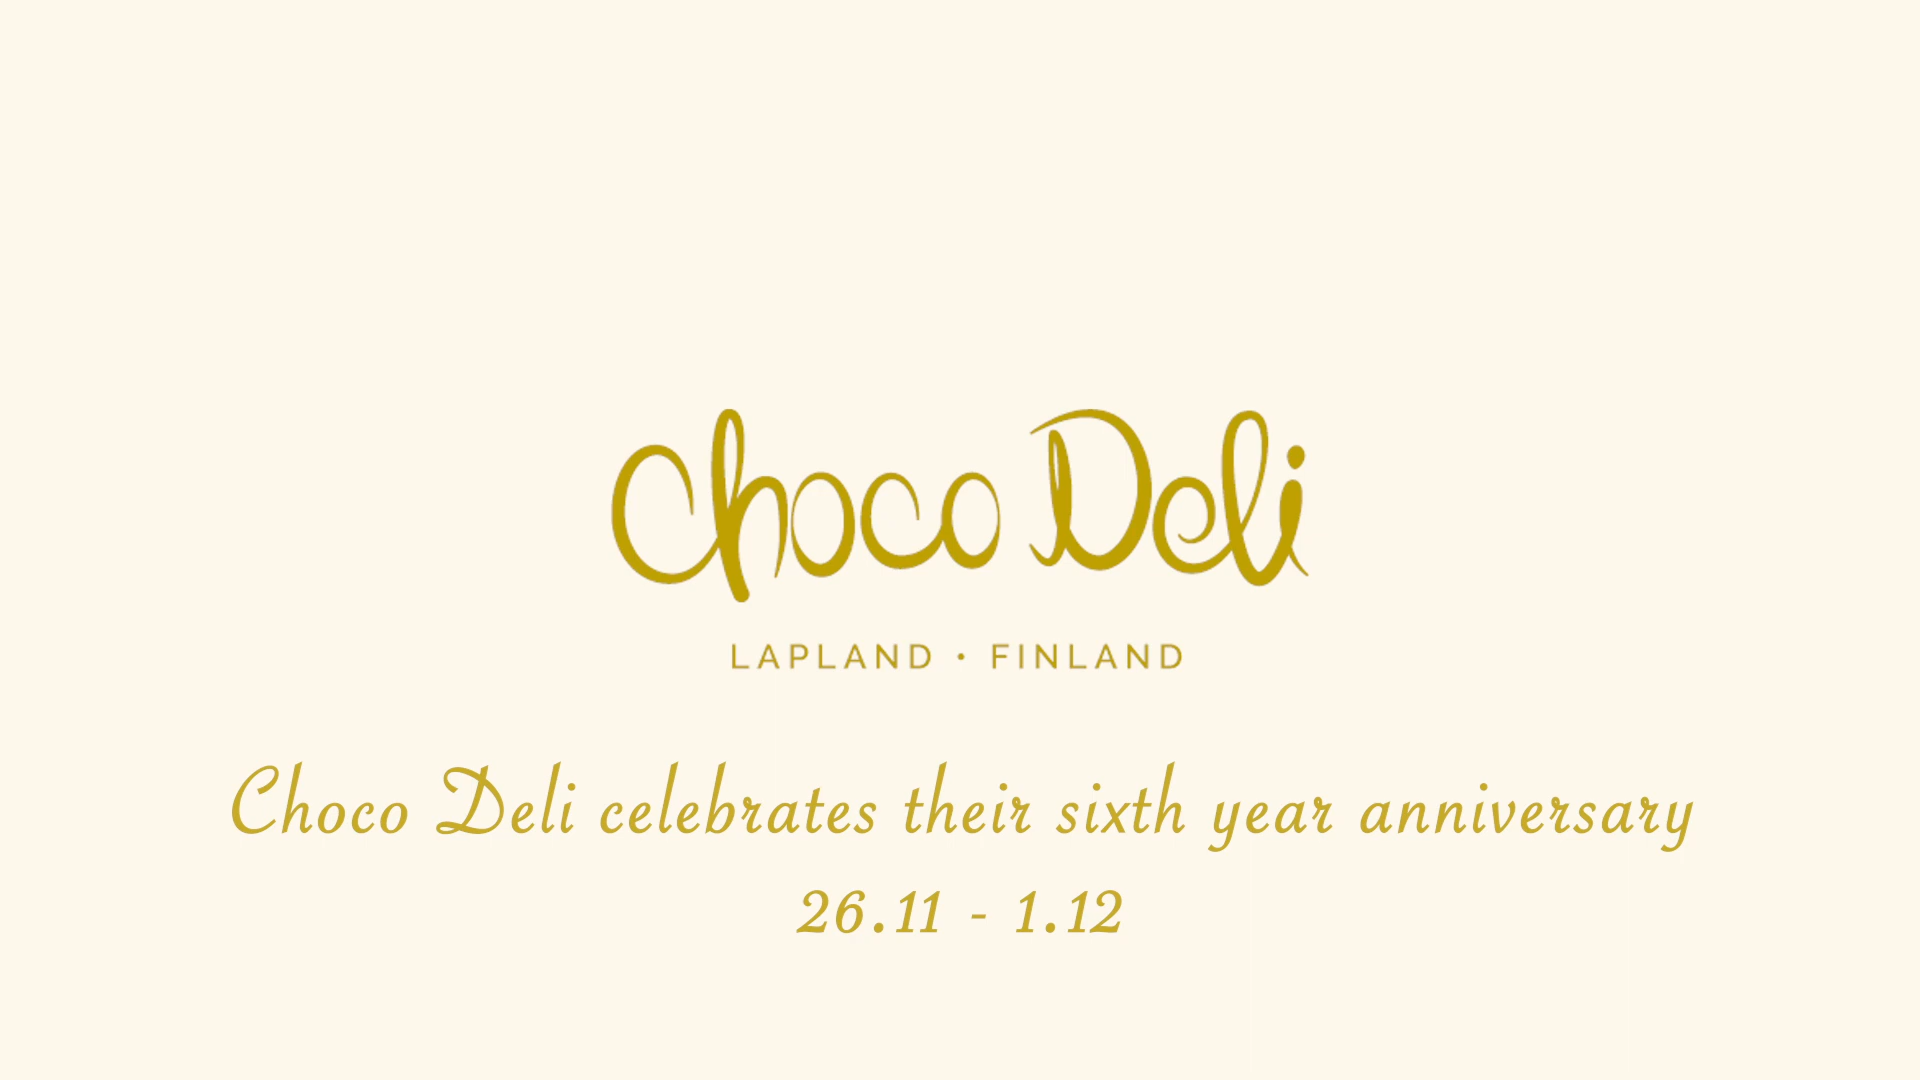 Choco Deli
LAPLAND · FINLAND
Choco Deli celebrates their sixth year anniversary
26.11 - 1.12